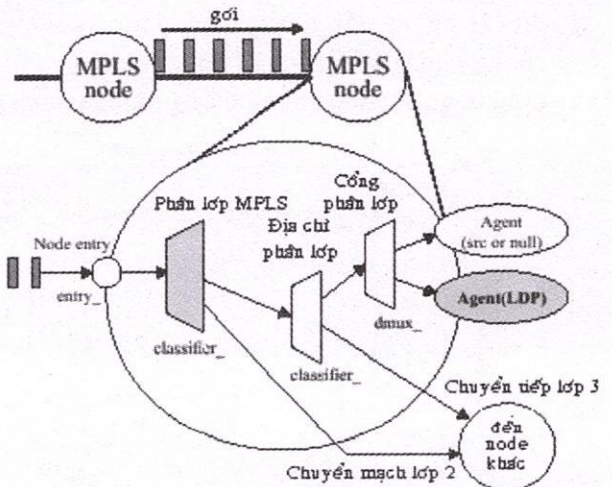 gói
MPLS
node
MPLS
node
Phân lớp MPLS
Cổng
phân lớp
Địa chỉ
phân lớp
Node entry
entry_
classifier_
classifier_
dmux_
Agent
(src or null)
Agent(LDP)
Chuyển tiếp lớp 3
Chuyển mạch lớp 2
đến
node
khác